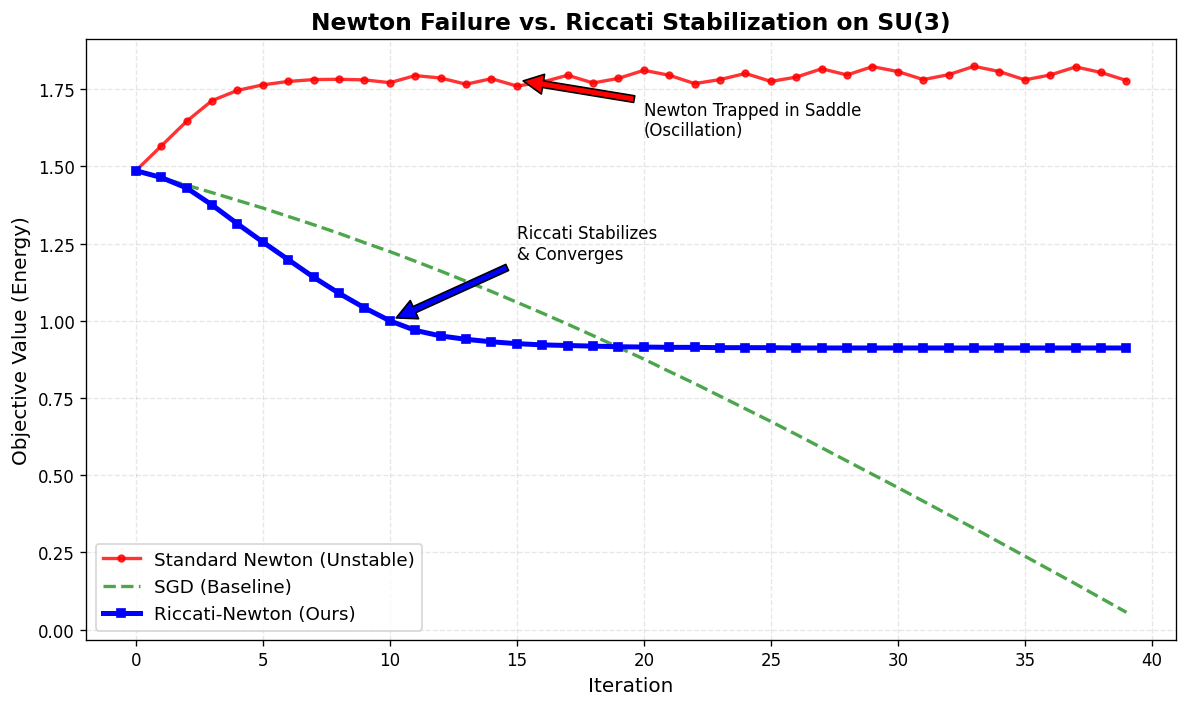 Newton Failure vs. Riccati Stabilization on SU(3)
Objective Value (Energy)
1.75
1.50
1.25
1.00
0.75
0.50
0.25
0.00
Newton Trapped in Saddle
(Oscillation)
Riccati Stabilizes
& Converges
Standard Newton (Unstable)
SGD (Baseline)
Riccati-Newton (Ours)
0 5 10 15 20 25 30 35 40
Iteration